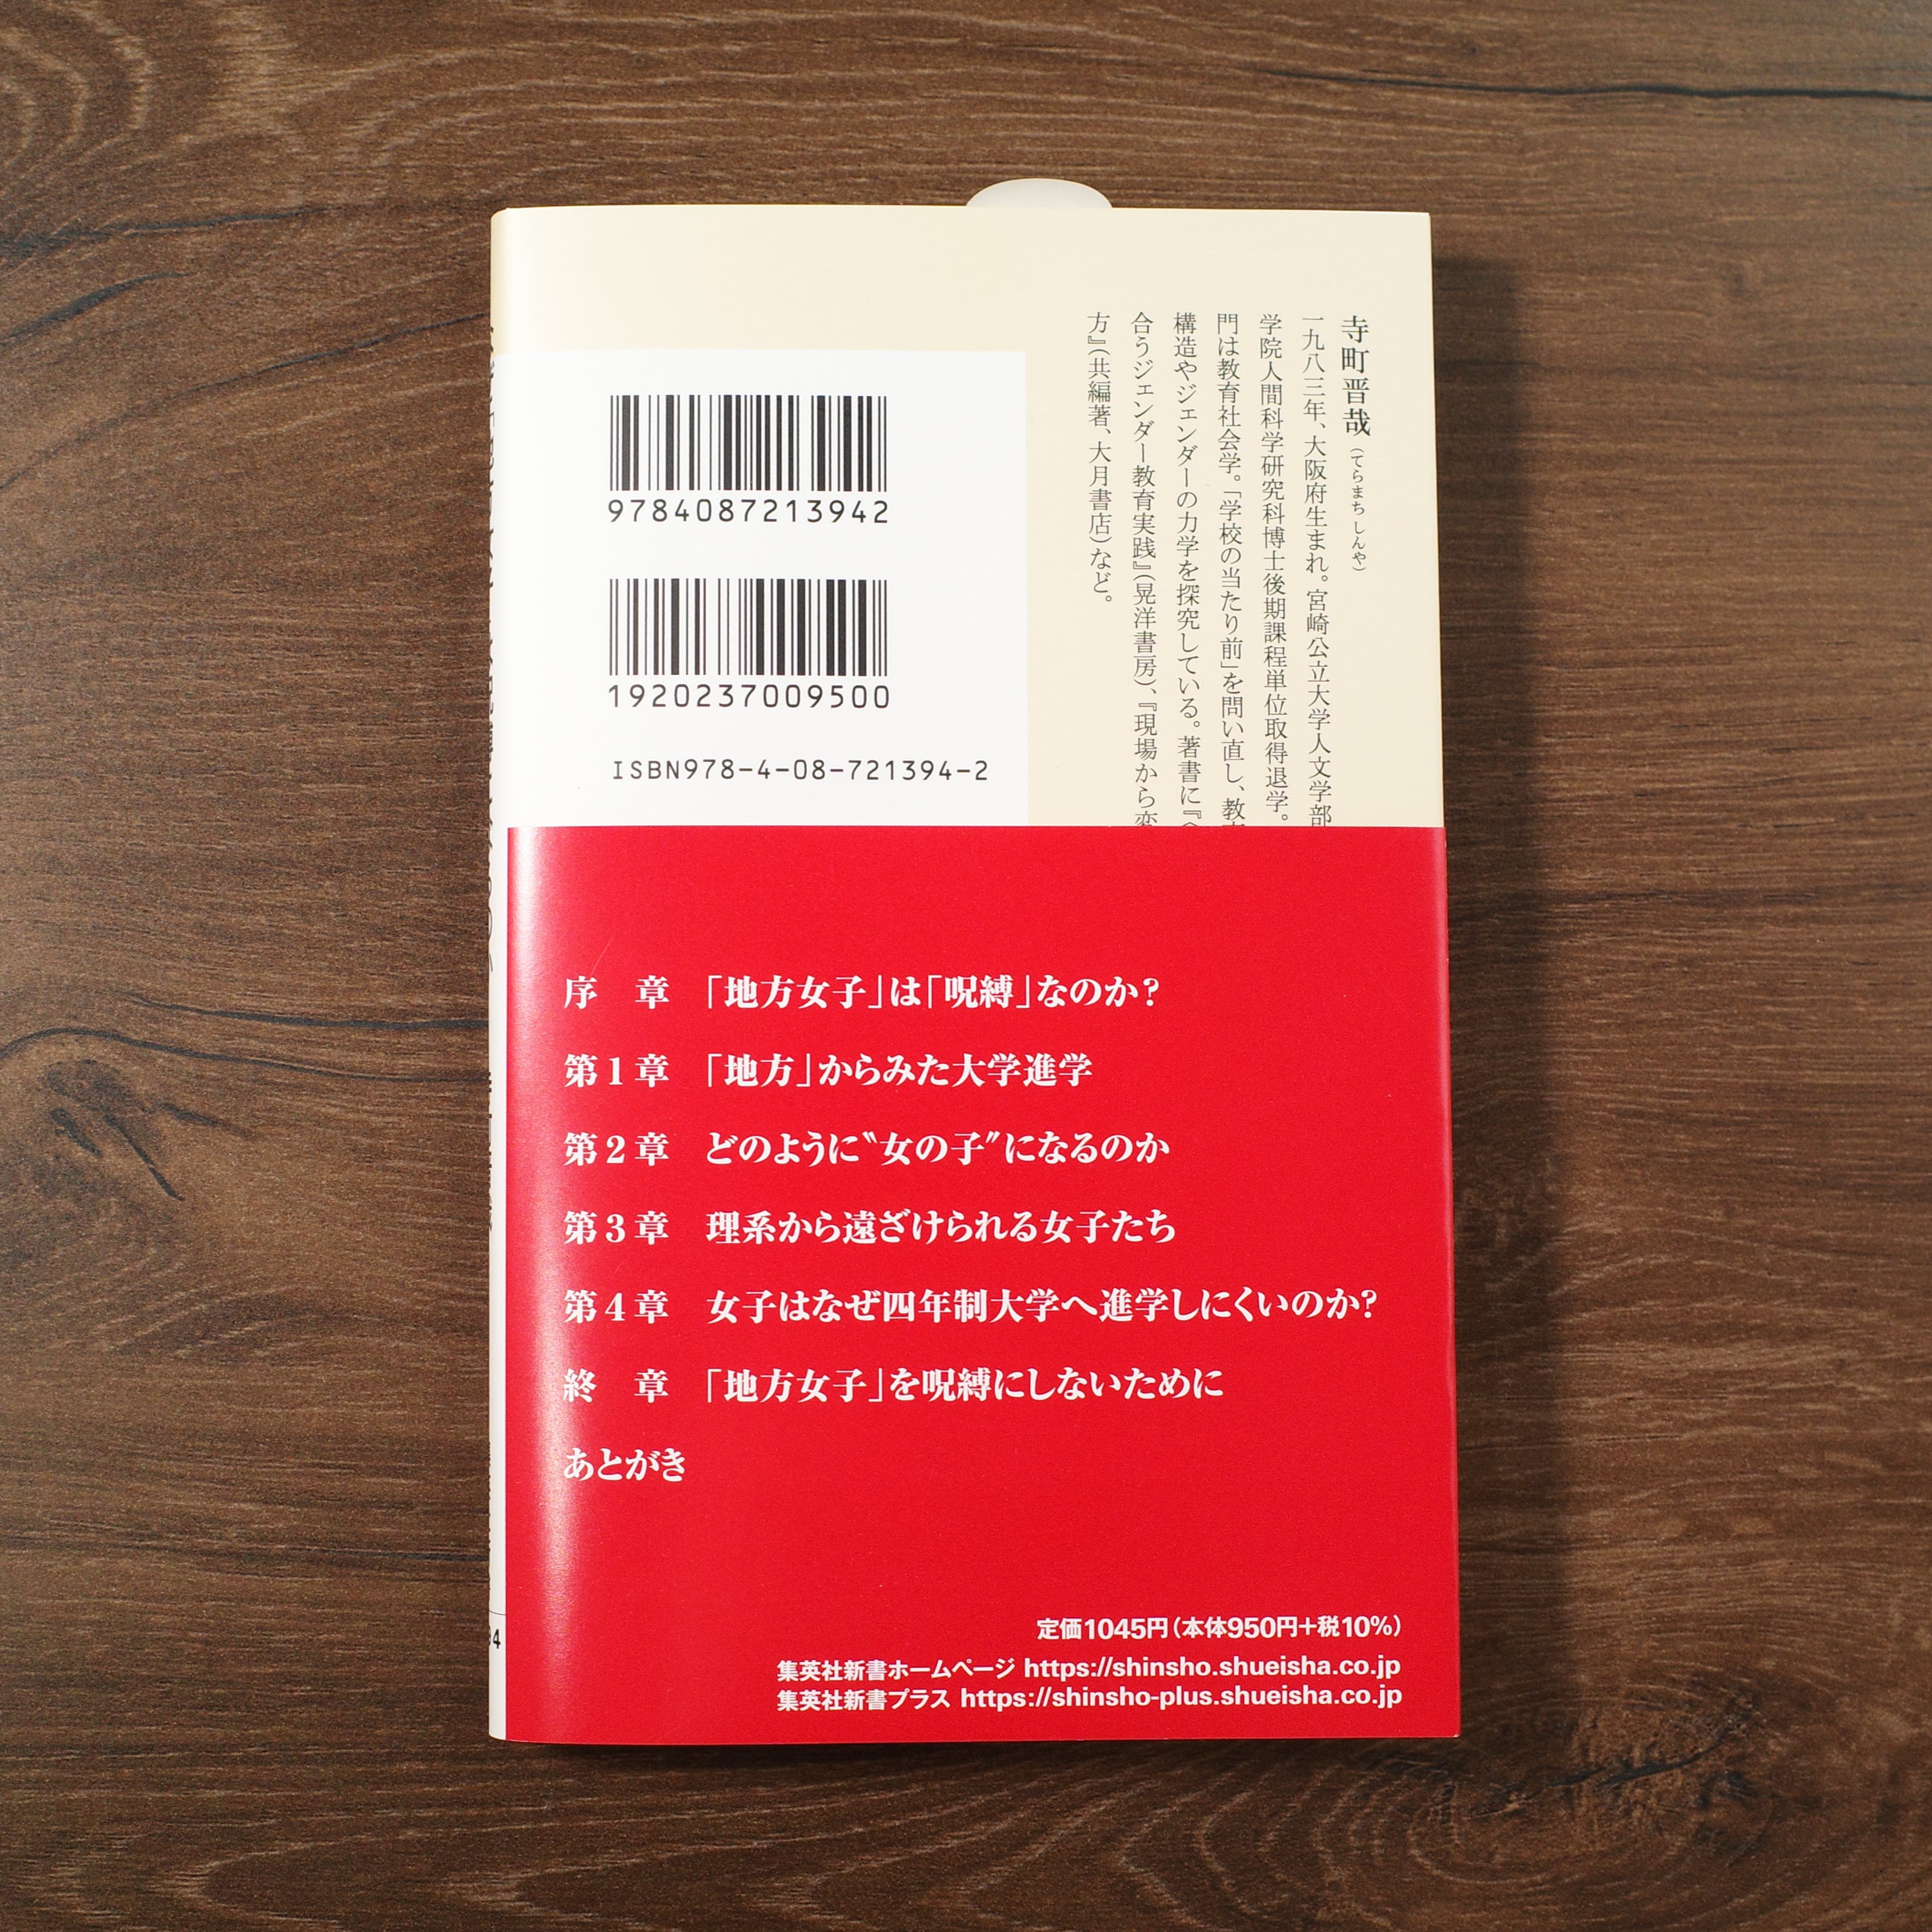 9784087213942
1920237009500
ISBN978-4-08-721394-2
寺町晋哉(てらまち しんや)
一九八三年、大阪府生まれ。宮崎公立大学人文学部
学院人間科学研究科博士後期課程単位取得退学。
門は教育社会学。「学校の当たり前」を問い直し、教
構造やジェンダーの力学を探究している。著書に『
合うジェンダー教育実践』(晃洋書房)、『現場から変
方』(共編著、大月書店)など。
序 章 「地方女子」は「呪縛」なのか?
第1章 「地方」からみた大学進学
第2章 どのように〝女の子〟になるのか
第3章 理系から遠ざけられる女子たち
第4章 女子はなぜ四年制大学へ進学しにくいのか?
終 章 「地方女子」を呪縛にしないために
あとがき
定価1045円(本体950円+税10%)
集英社新書ホームページ https://shinsho.shueisha.co.jp
集英社新書プラス https://shinsho-plus.shueisha.co.jp